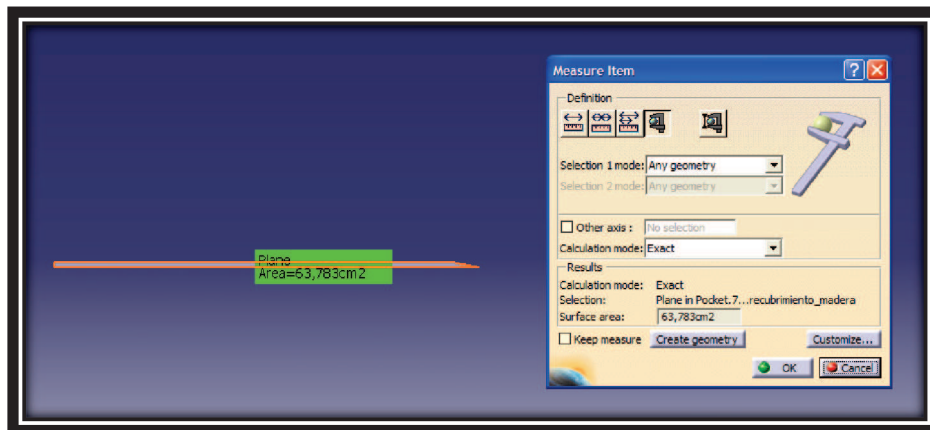 Plane
Area=63,783cm2
Measure Item
Definition
Selection 1 mode: Any geometry
Selection 2 mode: Any geometry
Other axis : No selection
Calculation mode: Exact
Results
Calculation mode: Exact
Selection: Plane in Pocket.7...recubrimiento_madera
Surface area: 63,783cm2
Keep measure Create geometry Customize...
OK Cancel